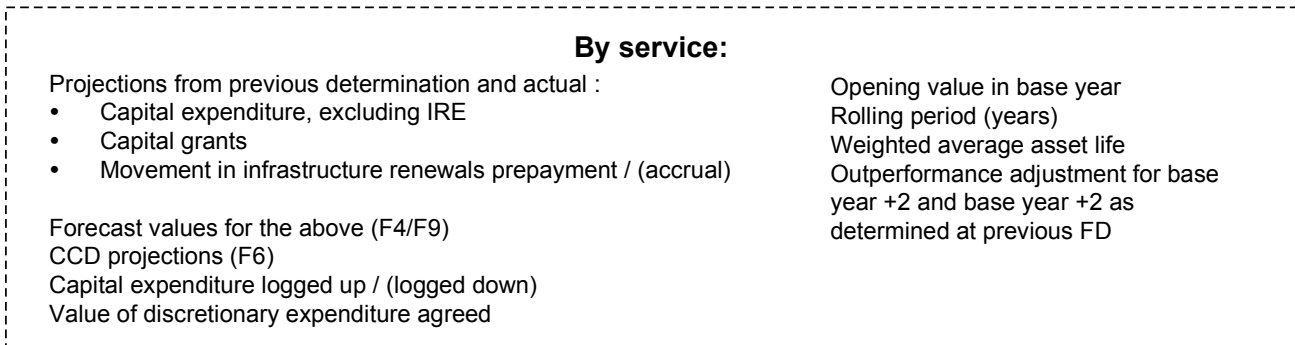 By service:
Projections from previous determination and actual :
• Capital expenditure, excluding IRE
• Capital grants
• Movement in infrastructure renewals prepayment / (accrual)
Forecast values for the above (F4/F9)
CCD projections (F6)
Capital expenditure logged up / (logged down)
Value of discretionary expenditure agreed
Opening value in base year
Rolling period (years)
Weighted average asset life
Outperformance adjustment for base
year +2 and base year +2 as
determined at previous FD